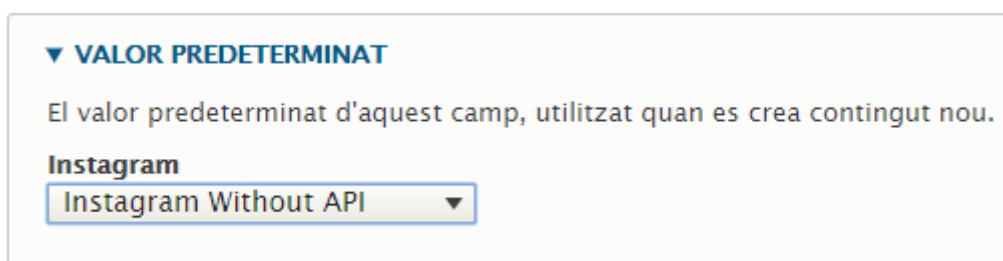 VALOR PREDETERMINAT
El valor predeterminat d'aquest camp, utilitzat quan es crea contingut nou.
Instagram
Instagram Without API